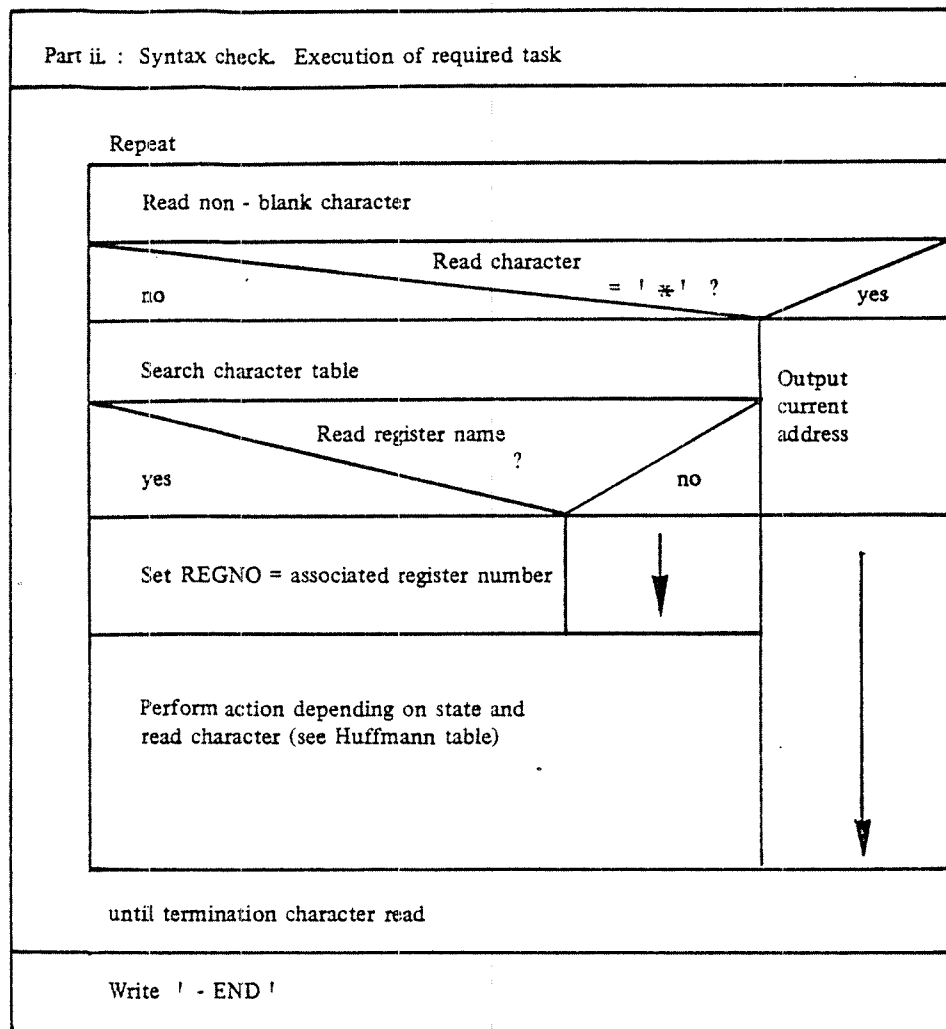 Part ii. : Syntax check. Execution of required task
Repeat
Read non - blank character
Read character
= ' * ' ?
no
yes
Search character table
Output
current
address
Read register name
?
yes
no
Set REGNO = associated register number
Perform action depending on state and
read character (see Huffmann table)
until termination character read
Write ' - END '